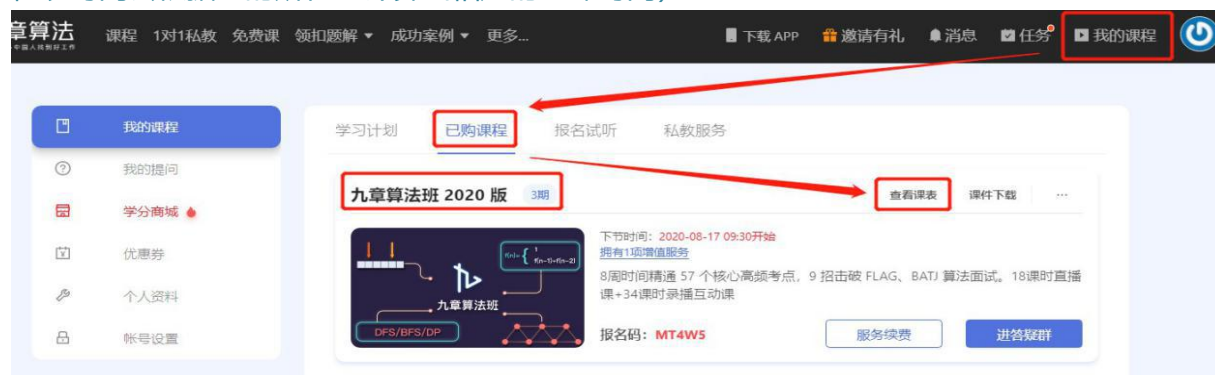 章算法 课程 1对1私教 免费课 领扣题解 ▼ 成功案例 ▼ 更多... 下载 APP 邀请有礼 消息 任务 我的课程
我的课程
我的提问
学分商城
优惠券
个人资料
帐号设置
学习计划 已购课程 报名试听 私教服务
九章算法班 2020 版 3期 查看课表 课件下载 ...
九章算法班
DFS/BFS/DP
下节时间: 2020-08-17 09:30开始
拥有1项增值服务
8周时间精通 57 个核心高频考点, 9 招击破 FLAG、BATJ 算法面试。18课时直播
课+34课时录播互动课
报名码: MT4W5 服务续费 进答疑群